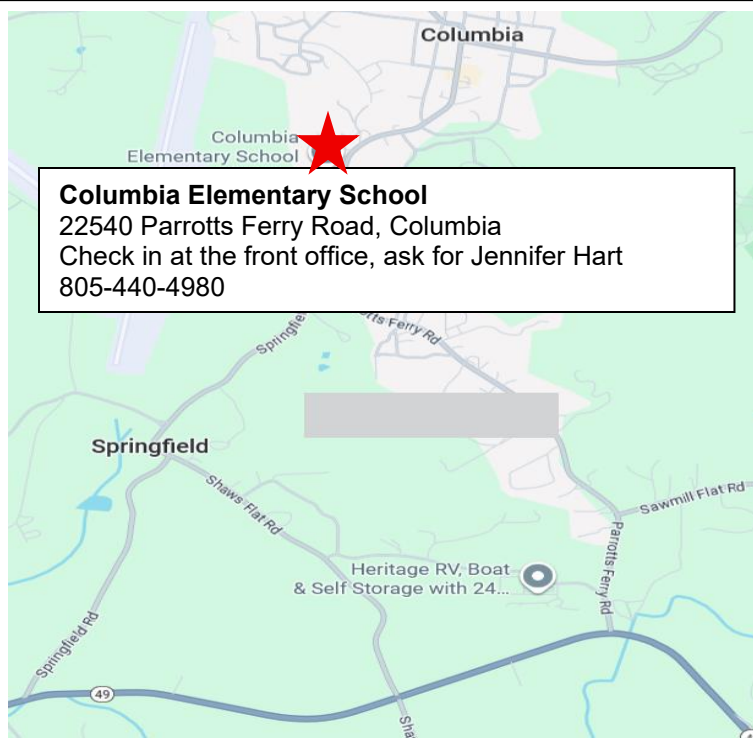 Columbia
Columbia
Elementary School
Columbia Elementary School
22540 Parrotts Ferry Road, Columbia
Check in at the front office, ask for Jennifer Hart
805-440-4980
Ferry Rd
Springfield
Shaws Flat Rd
Sawmill Flat Rd
Heritage RV, Boat
& Self Storage with 24...
Parrotts Ferry Rd
Springfield Rd
49